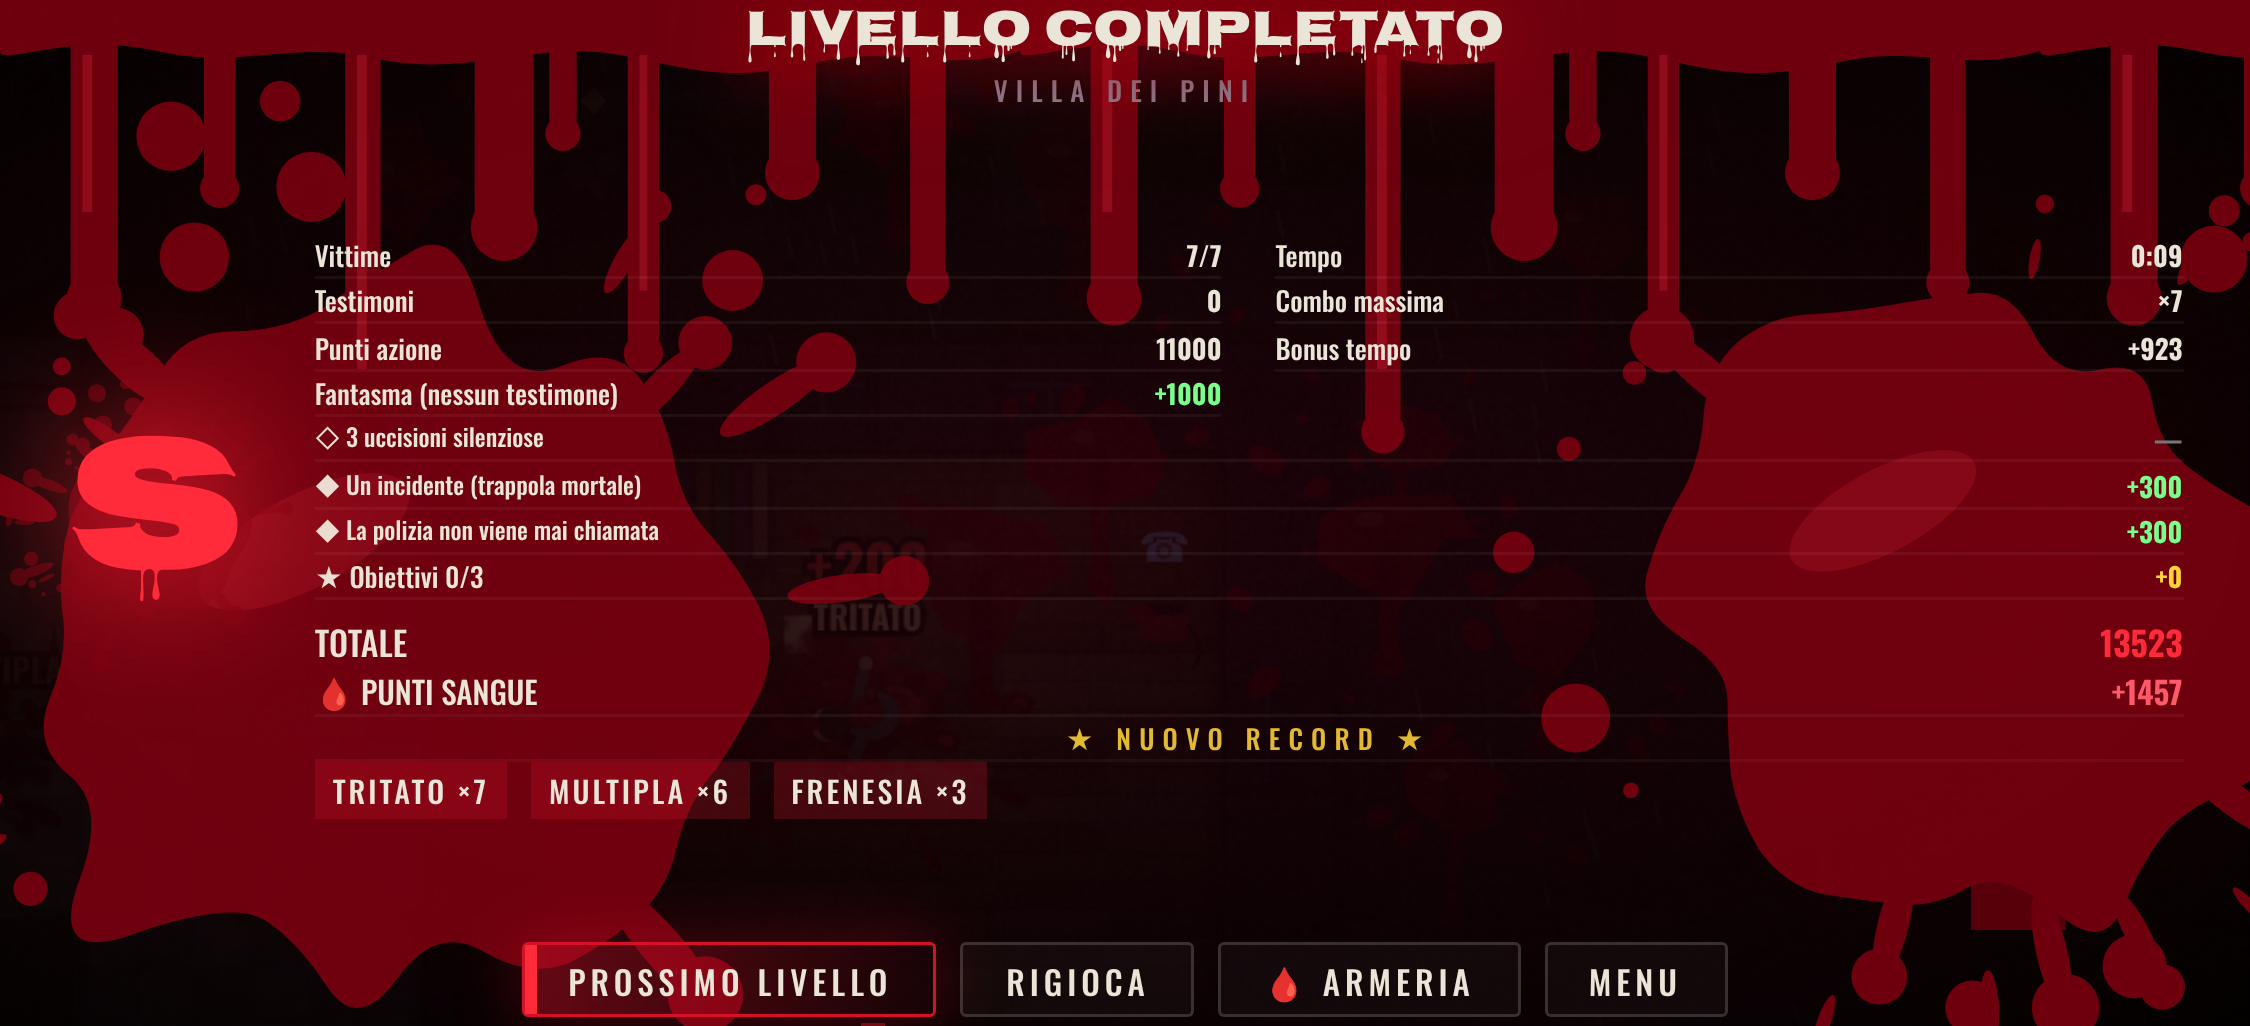 LIVELLO COMPLETATO
VILLA DEI PINI
Vittime 7/7
Tempo 0:09
Testimoni 0
Combo massima ×7
Punti azione 11000
Bonus tempo +923
Fantasma (nessun testimone) +1000
◇ 3 uccisioni silenziose —
◆ Un incidente (trappola mortale) +300
◆ La polizia non viene mai chiamata +300
★ Obiettivi 0/3 +0
S
TRITATO
TOTALE 13523
🩸 PUNTI SANGUE +1457
★ NUOVO RECORD ★
TRITATO ×7 MULTIPLA ×6 FRENESIA ×3
PROSSIMO LIVELLO RIGIOCA 🩸 ARMERIA MENU